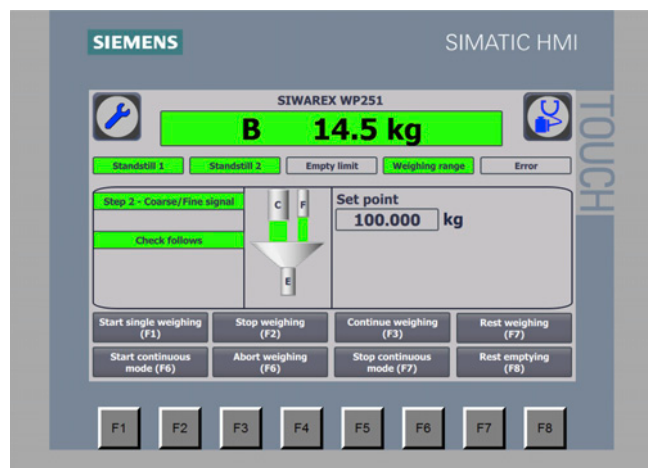 SIEMENS
SIMATIC HMI
TOUCH
SIWAREX WP251
B 14.5 kg
Standstill 1 Standstill 2 Empty limit Weighing range Error
Step 2 - Coarse/Fine signal
Check follows
C F
E
Set point
100.000 kg
Start single weighing
(F1)
Stop weighing
(F2)
Continue weighing
(F3)
Rest weighing
(F7)
Start continuous
mode (F6)
Abort weighing
(F6)
Stop continuous
mode (F7)
Rest emptying
(F8)
F1 F2 F3 F4 F5 F6 F7 F8